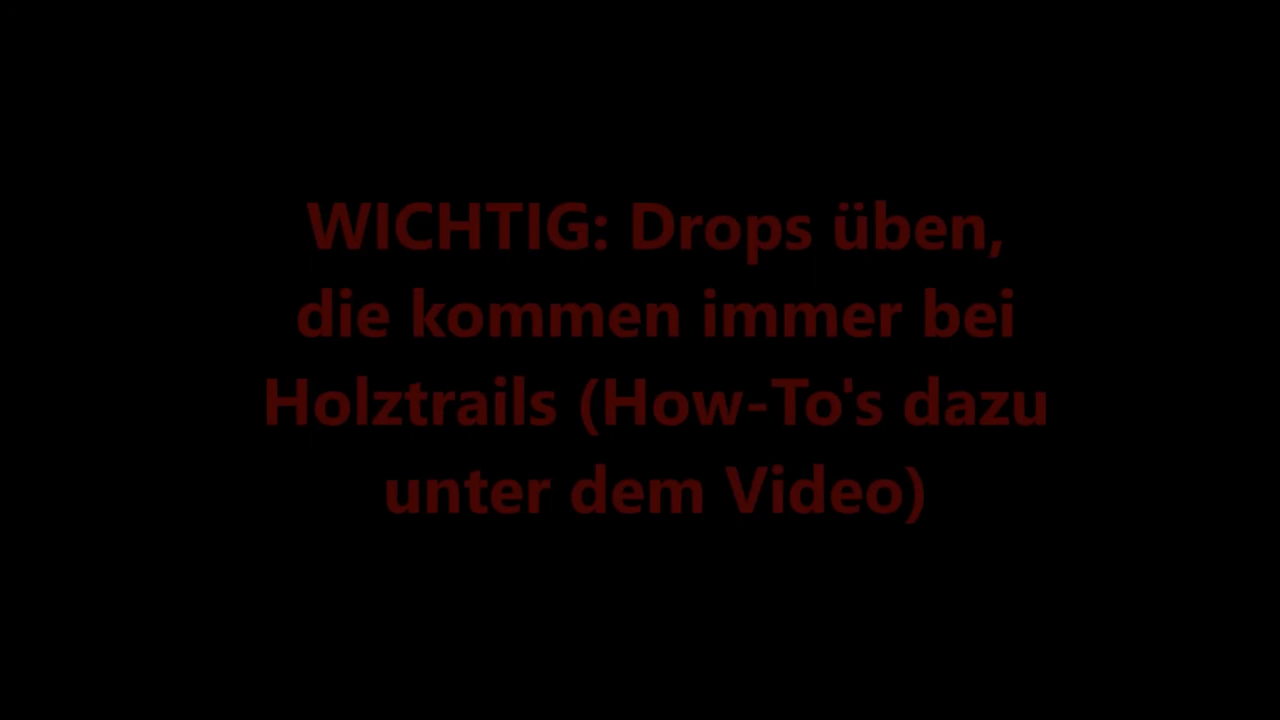 WICHTIG: Drops üben,
die kommen immer bei
Holztrails (How-To's dazu
unter dem Video)